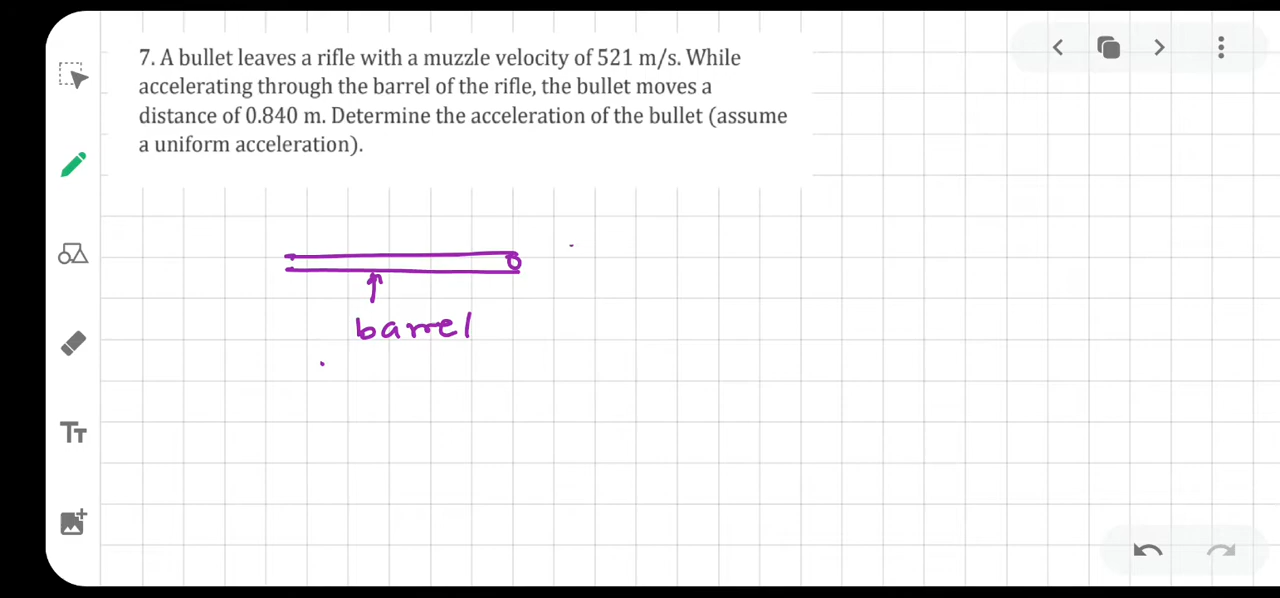 7. A bullet leaves a rifle with a muzzle velocity of 521 m/s. While
accelerating through the barrel of the rifle, the bullet moves a
distance of 0.840 m. Determine the acceleration of the bullet (assume
a uniform acceleration).
barrel
TT